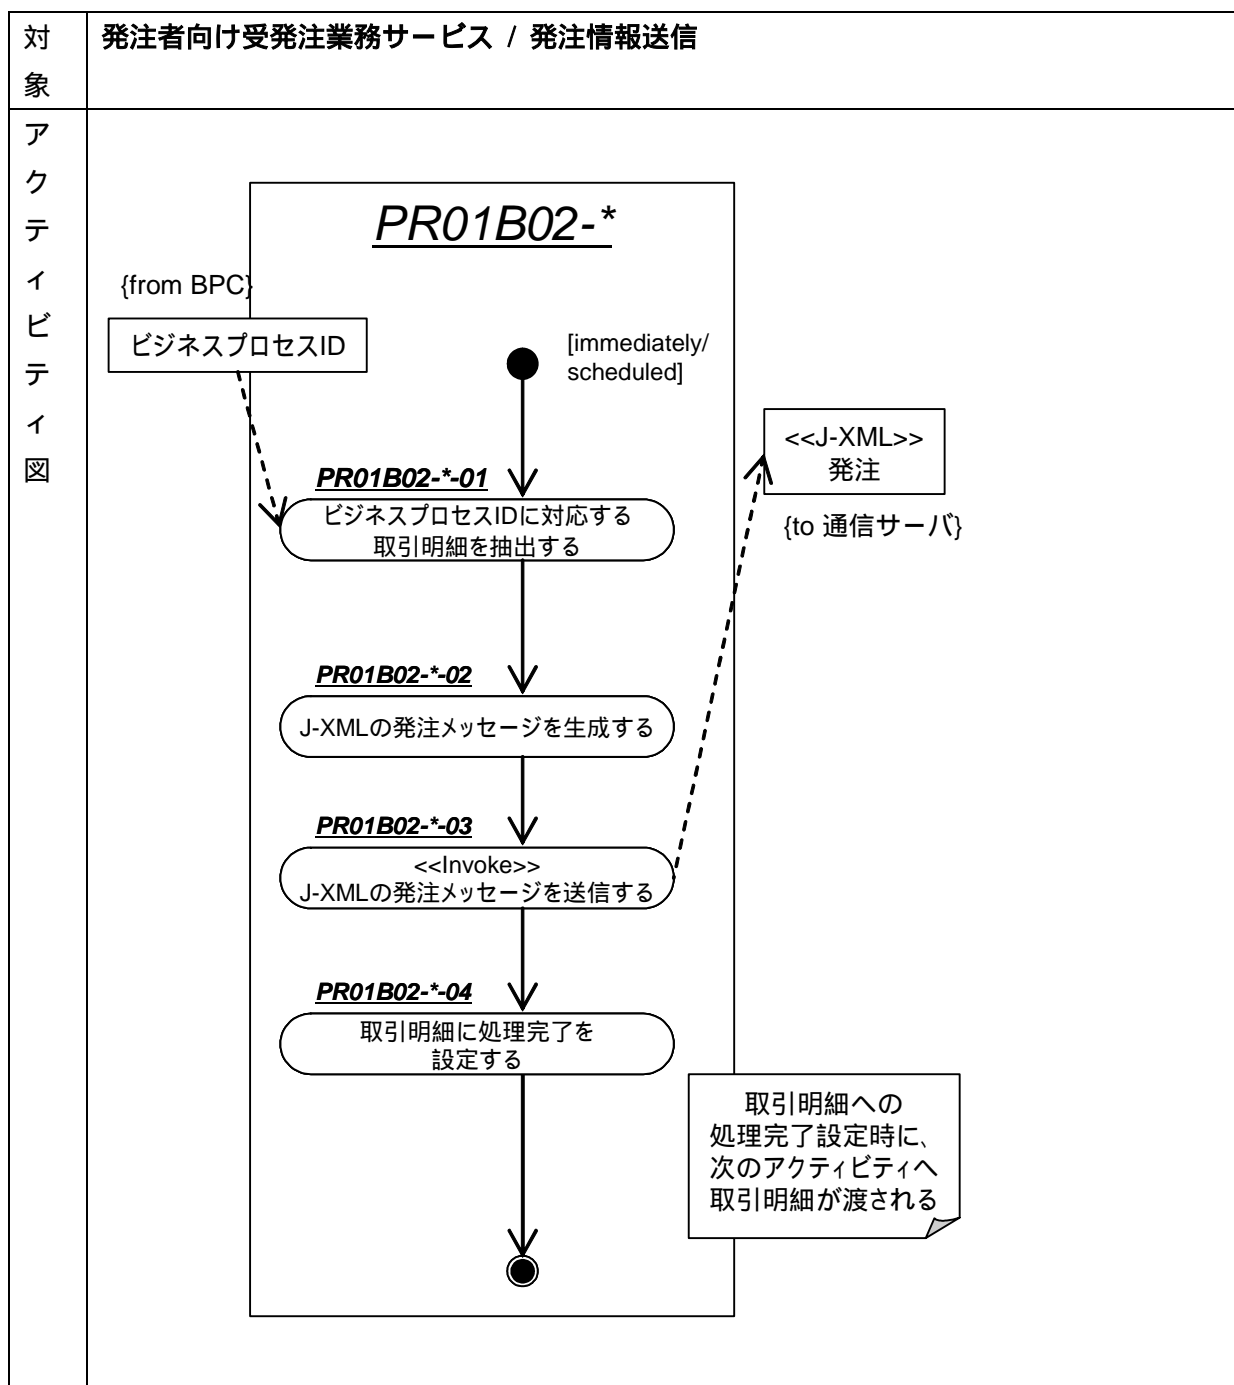 対象
発注者向け受発注業務サービス / 発注情報送信
アクティビティ図
PR01B02-*
{from BPC}
ビジネスプロセスID
[immediately/
scheduled]
<<J-XML>>
発注
{to 通信サーバ}
PR01B02-*-01
ビジネスプロセスIDに対応する
取引明細を抽出する
PR01B02-*-02
J-XMLの発注メッセージを生成する
PR01B02-*-03
<<Invoke>>
J-XMLの発注メッセージを送信する
PR01B02-*-04
取引明細に処理完了を
設定する
取引明細への
処理完了設定時に、
次のアクティビティへ
取引明細が渡される